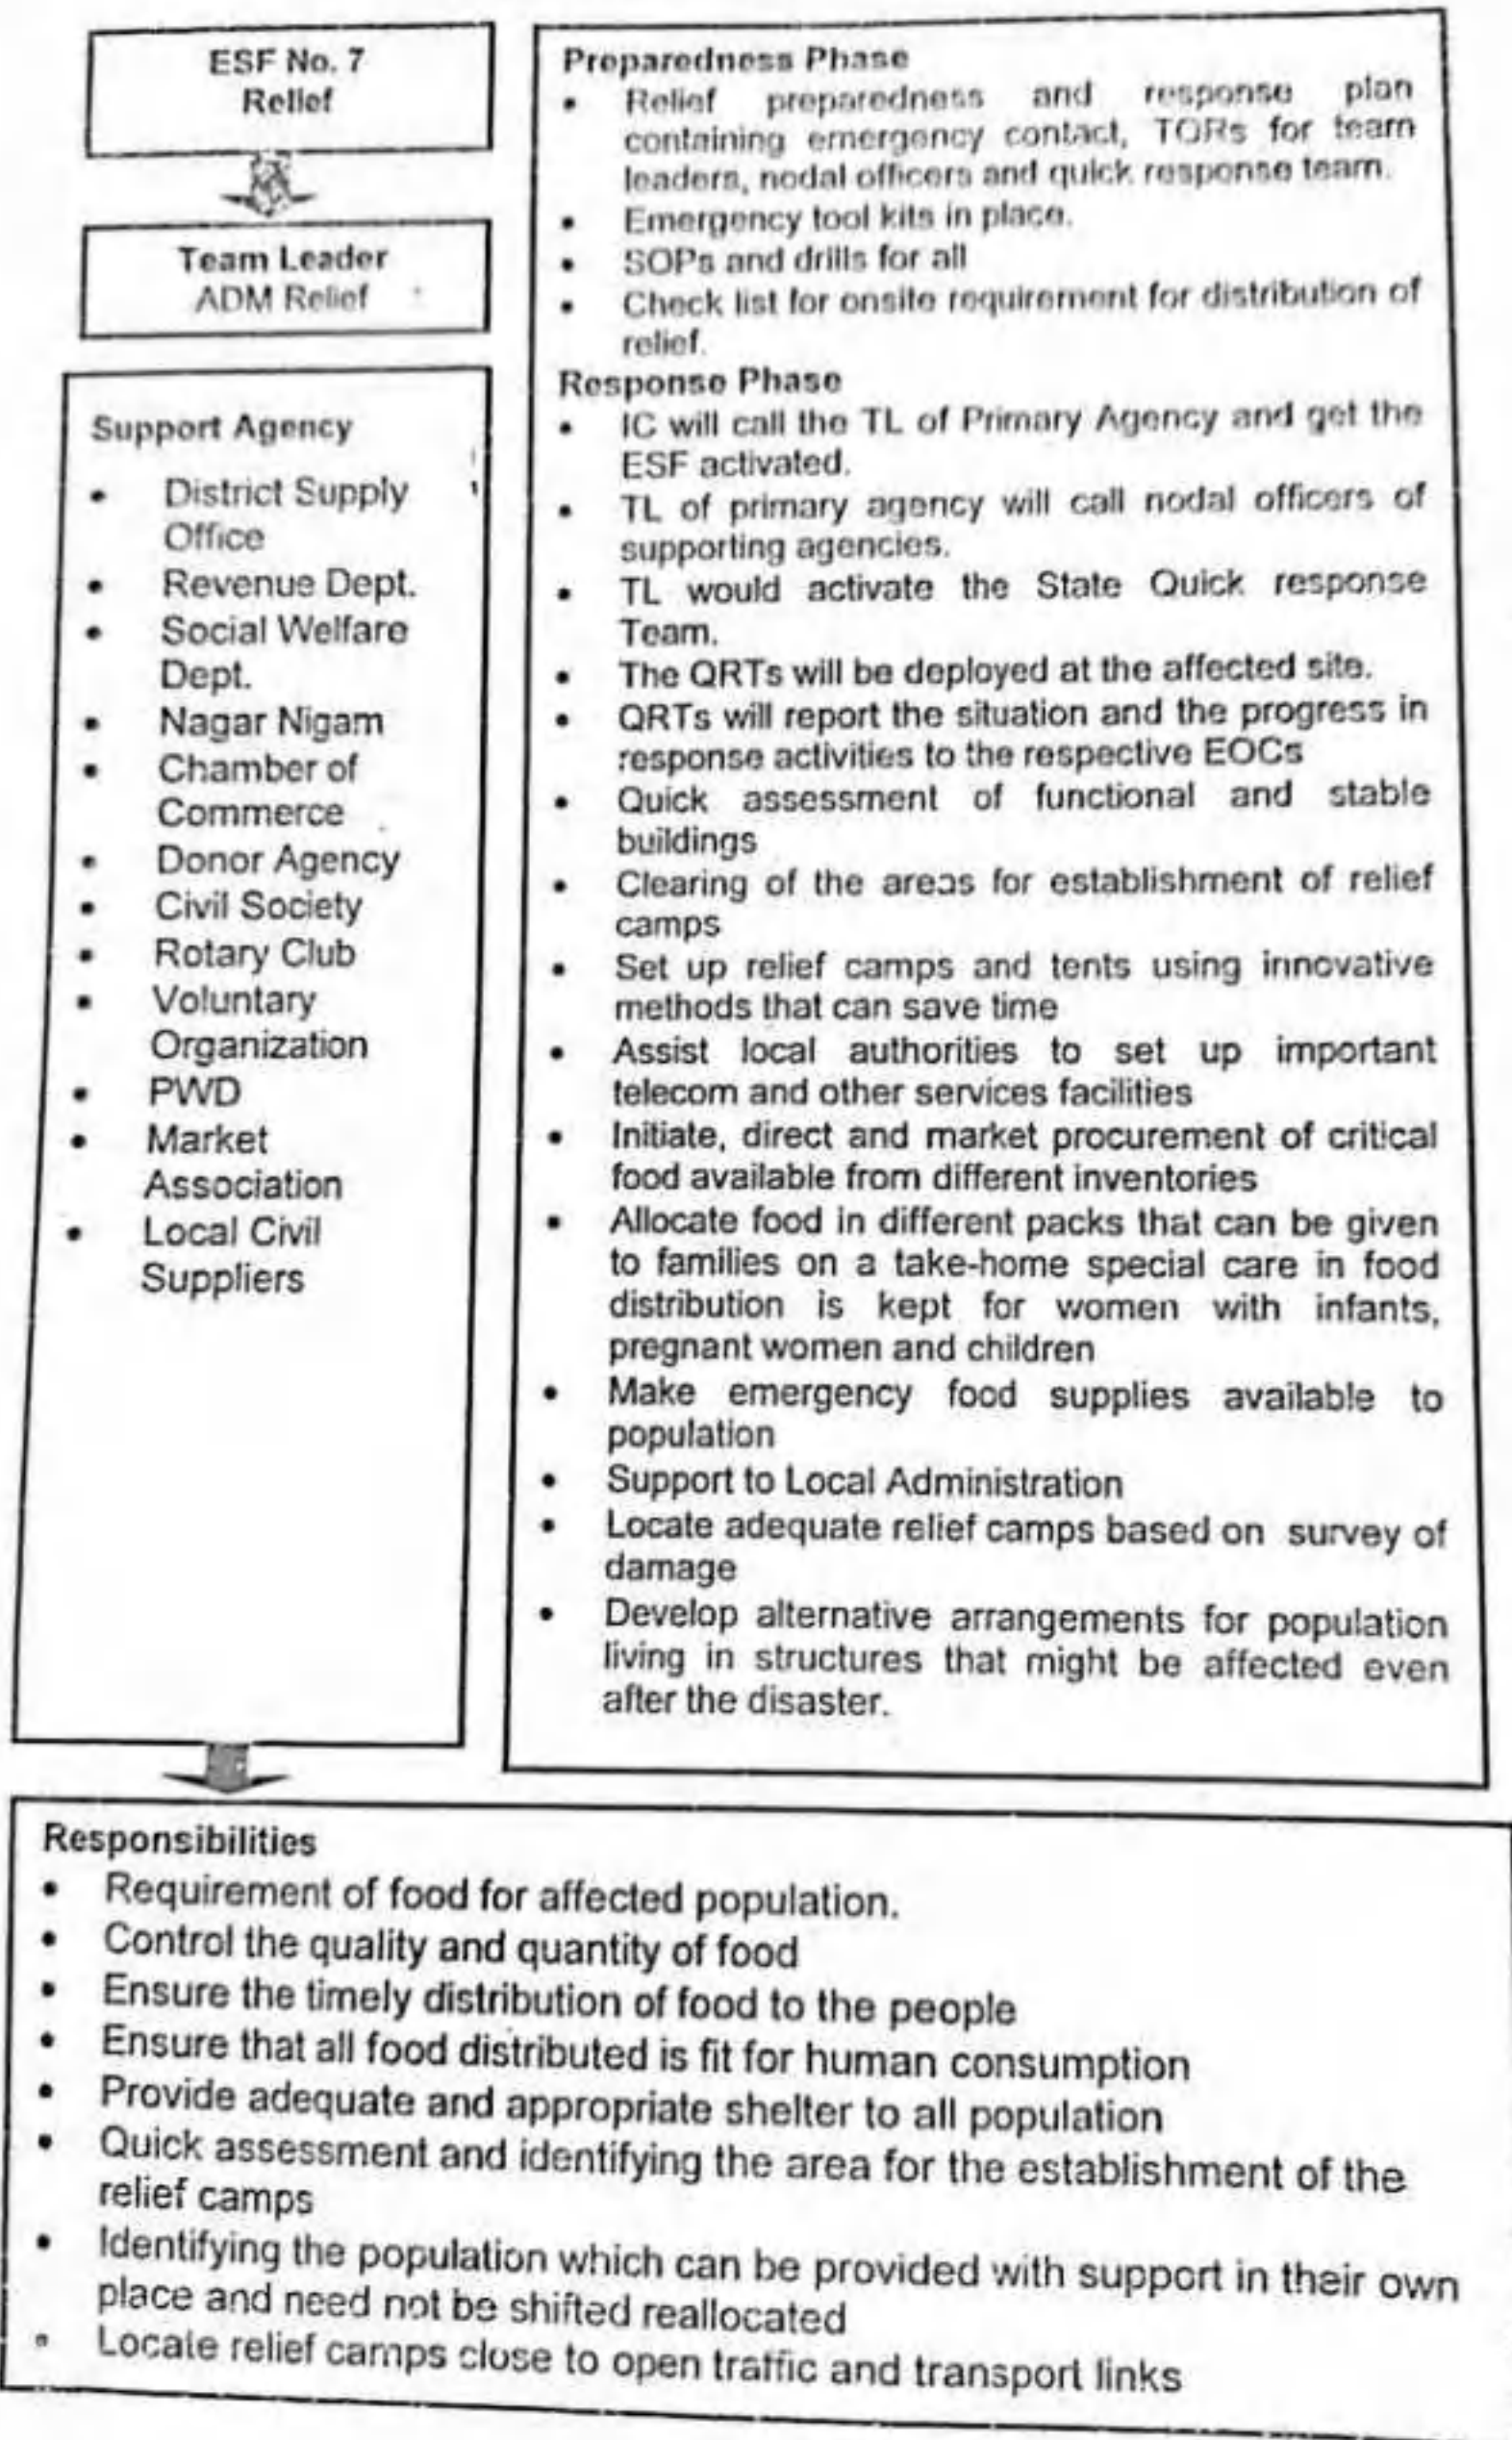 ESF No. 7
Relief
Team Leader
ADM Relief
Support Agency
• District Supply
Office
• Revenue Dept.
• Social Welfare
Dept.
• Nagar Nigam
• Chamber of
Commerce
• Donor Agency
• Civil Society
• Rotary Club
• Voluntary
Organization
• PWD
• Market
Association
• Local Civil
Suppliers
Preparedness Phase
• Relief preparedness and response plan
containing emergency contact, TORs for team
leaders, nodal officers and quick response team.
• Emergency tool kits in place.
• SOPs and drills for all
• Check list for onsite requirement for distribution of
relief.
Response Phase
• IC will call the TL of Primary Agency and get the
ESF activated.
• TL of primary agency will call nodal officers of
supporting agencies.
• TL would activate the State Quick response
Team.
• The QRTs will be deployed at the affected site.
• QRTs will report the situation and the progress in
response activities to the respective EOCs
• Quick assessment of functional and stable
buildings
• Clearing of the areas for establishment of relief
camps
• Set up relief camps and tents using innovative
methods that can save time
• Assist local authorities to set up important
telecom and other services facilities
• Initiate, direct and market procurement of critical
food available from different inventories
• Allocate food in different packs that can be given
to families on a take-home special care in food
distribution is kept for women with infants,
pregnant women and children
• Make emergency food supplies available to
population
• Support to Local Administration
• Locate adequate relief camps based on survey of
damage
• Develop alternative arrangements for population
living in structures that might be affected even
after the disaster.
Responsibilities
• Requirement of food for affected population.
• Control the quality and quantity of food
• Ensure the timely distribution of food to the people
• Ensure that all food distributed is fit for human consumption
• Provide adequate and appropriate shelter to all population
• Quick assessment and identifying the area for the establishment of the
relief camps
• Identifying the population which can be provided with support in their own
place and need not be shifted reallocated
• Locate relief camps close to open traffic and transport links